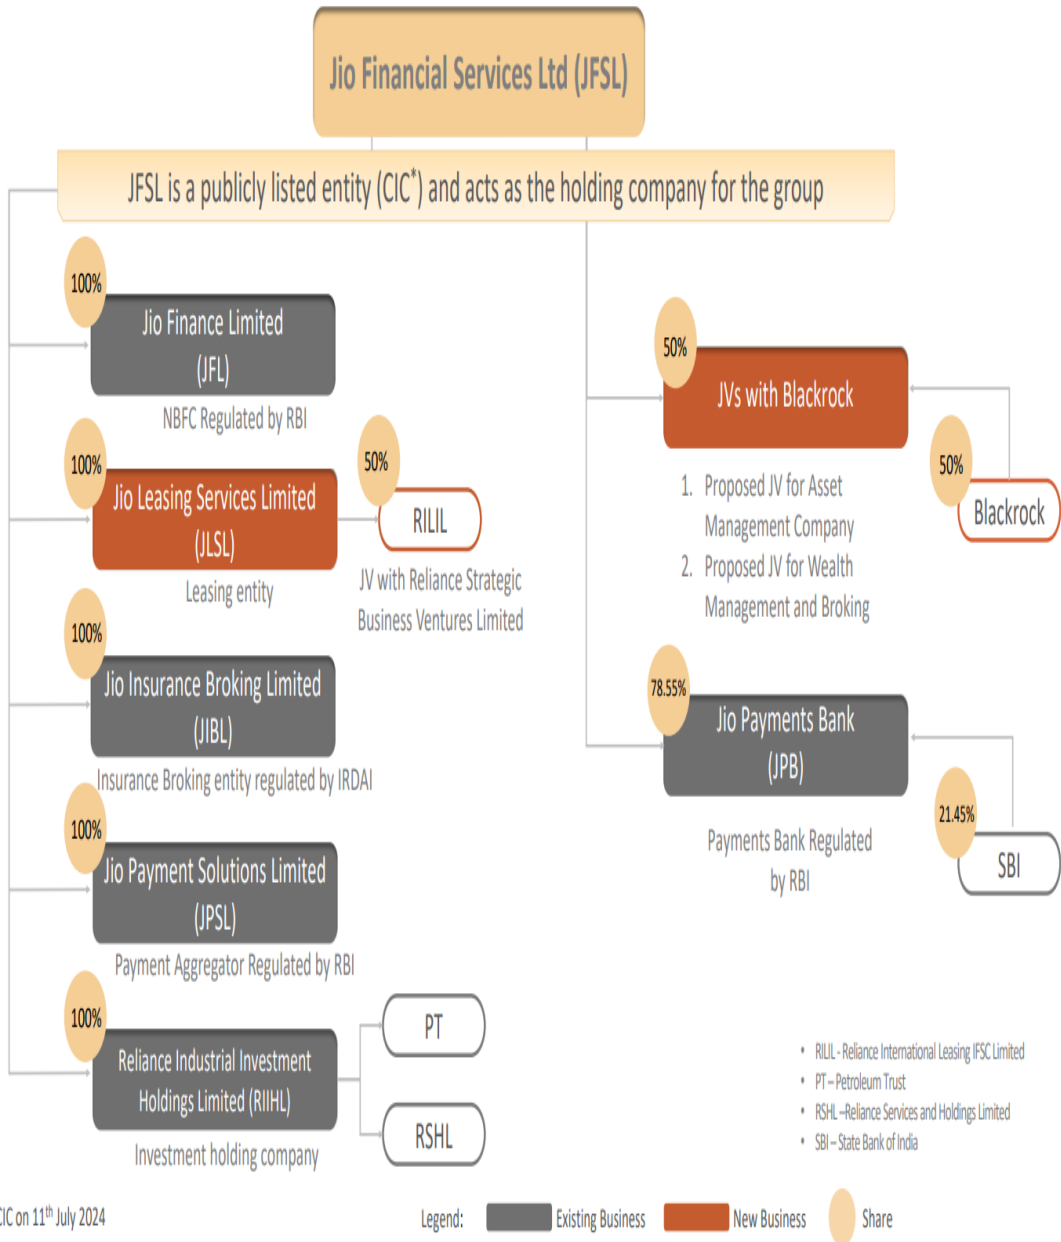 Jio Financial Services Ltd (JFSL)
JFSL is a publicly listed entity (CIC*) and acts as the holding company for the group
100%
Jio Finance Limited
(JFL)
NBFC Regulated by RBI
100%
Jio Leasing Services Limited
(JLSL)
Leasing entity
50%
RILIL
JV with Reliance Strategic
Business Ventures Limited
100%
Jio Insurance Broking Limited
(JIBL)
Insurance Broking entity regulated by IRDAI
100%
Jio Payment Solutions Limited
(JPSL)
Payment Aggregator Regulated by RBI
100%
Reliance Industrial Investment
Holdings Limited (RIIHL)
Investment holding company
PT
RSHL
50%
JVs with Blackrock
50%
Blackrock
1. Proposed JV for Asset
Management Company
2. Proposed JV for Wealth
Management and Broking
78.55%
Jio Payments Bank
(JPB)
Payments Bank Regulated
by RBI
21.45%
SBI
• RILIL - Reliance International Leasing IFSC Limited
• PT – Petroleum Trust
• RSHL –Reliance Services and Holdings Limited
• SBI – State Bank of India
CIC on 11th July 2024
Legend: Existing Business New Business Share